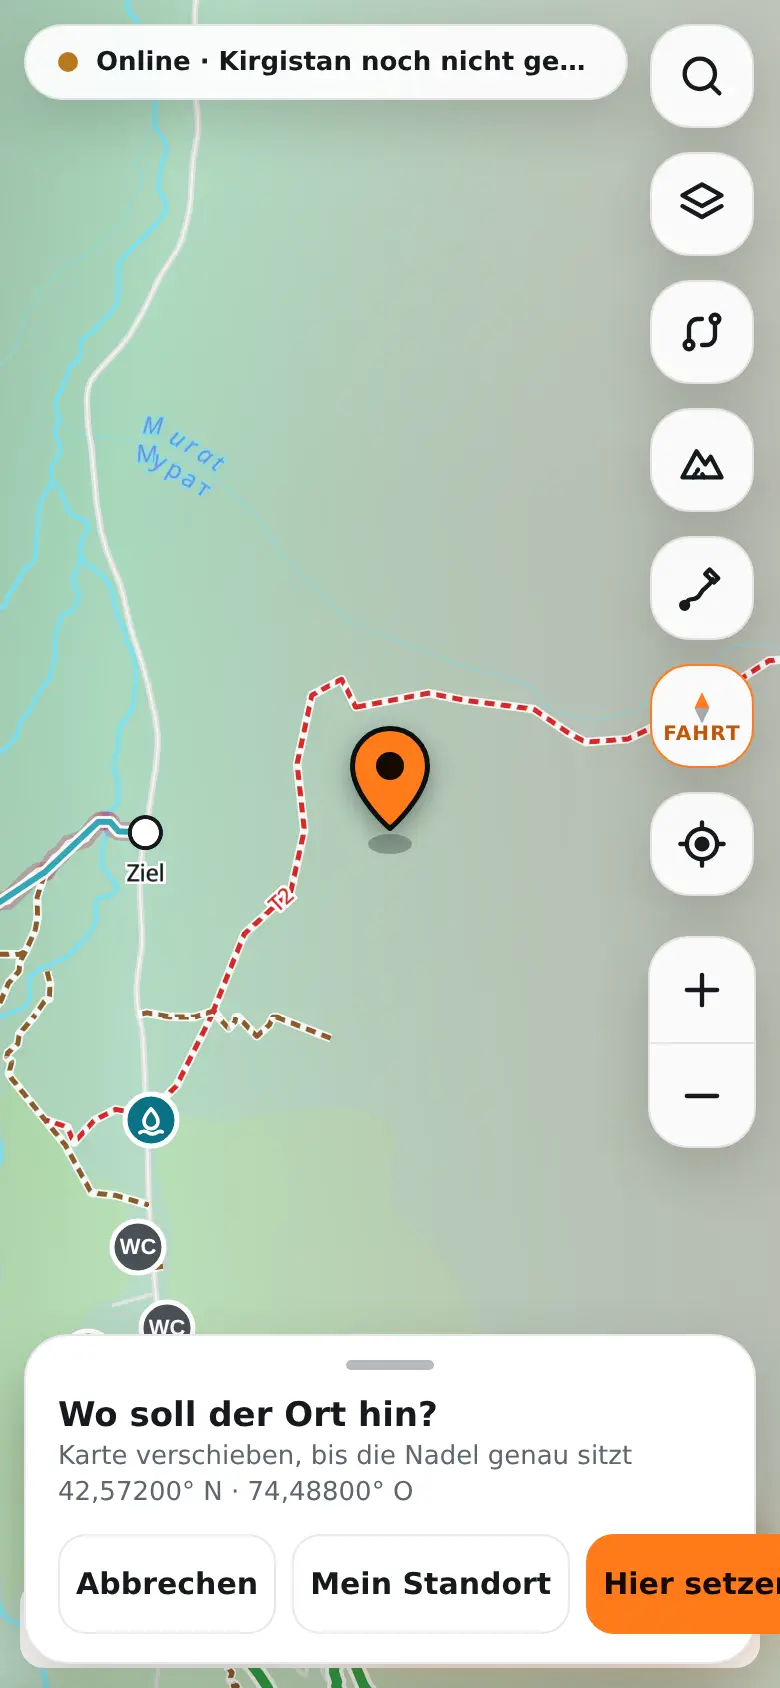 Online · Kirgistan noch nicht ge…
Murat
Мурат
FAHRT
Ziel
T2
WC
WC
Wo soll der Ort hin?
Karte verschieben, bis die Nadel genau sitzt
42,57200° N · 74,48800° O
Abbrechen
Mein Standort
Hier setzen